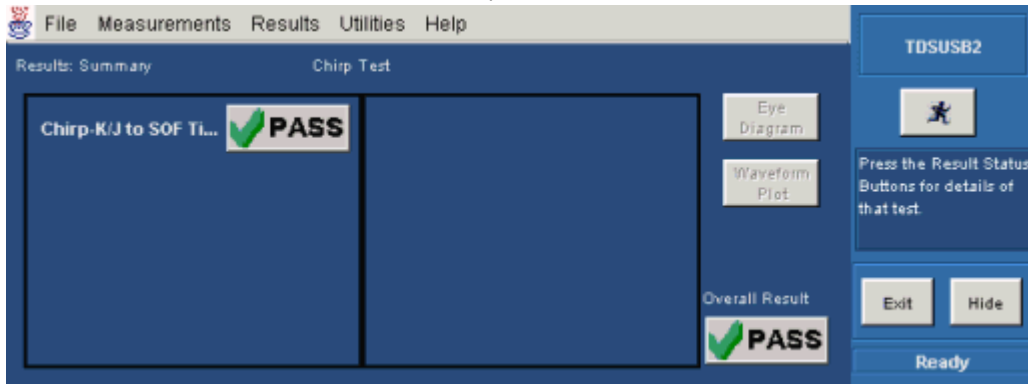 File Measurements Results Utilities Help
TDSUSB2
Results: Summary Chirp Test
Chirp-K/J to SOF Ti... PASS
Eye
Diagram
Waveform
Plot
Press the Result Status
Buttons for details of
that test.
Overall Result
PASS
Exit Hide
Ready